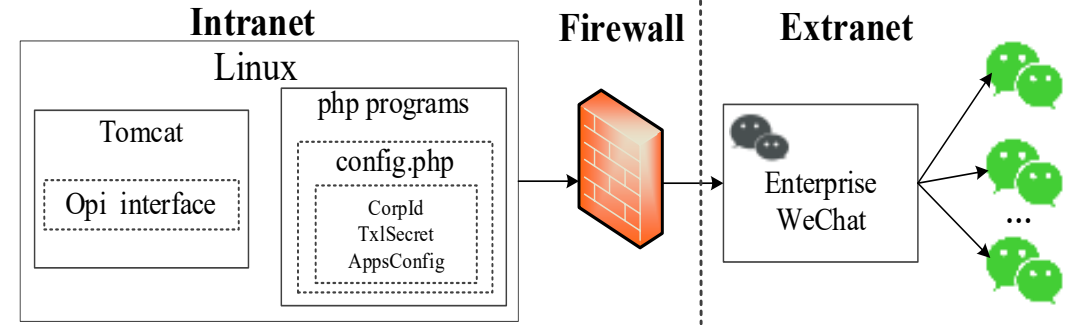 Intranet
Firewall
Extranet
Linux
Tomcat
Opi interface
php programs
config.php
CorpId
TxlSecret
AppsConfig
Enterprise
WeChat
...